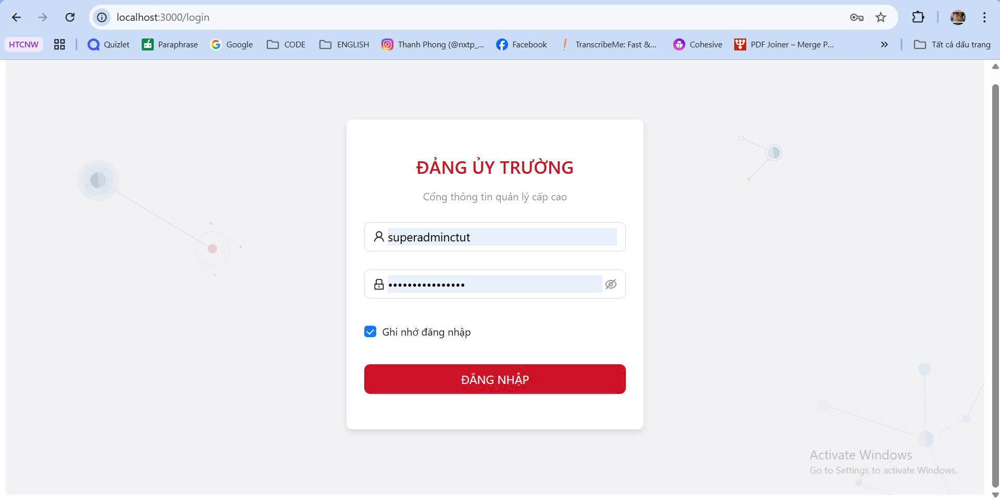 localhost:3000/login
HTCNW Quizlet Paraphrase Google CODE ENGLISH Thanh Phong (@nxtp_... Facebook TranscribeMe: Fast &... Cohesive PDF Joiner – Merge P... » Tất cả dấu trang
ĐẢNG ỦY TRƯỜNG
Cổng thông tin quản lý cấp cao
superadminctut
••••••••••••••••
Ghi nhớ đăng nhập
ĐĂNG NHẬP
Activate Windows
Go to Settings to activate Windows.